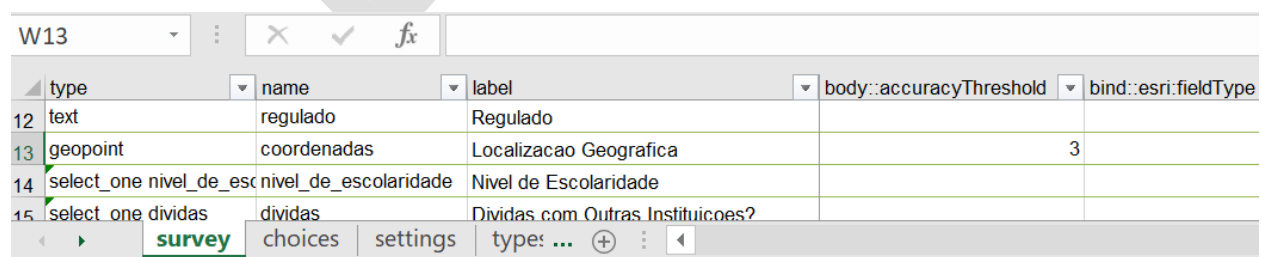 W13 fx
type name label body::accuracyThreshold bind::esri:fieldType
12 text regulado Regulado
13 geopoint coordenadas Localizacao Geografica 3
14 select_one nivel_de_esc nivel_de_escolaridade Nivel de Escolaridade
15 select_one dividas dividas Dividas com Outras Instituicoes?
survey choices settings types ...